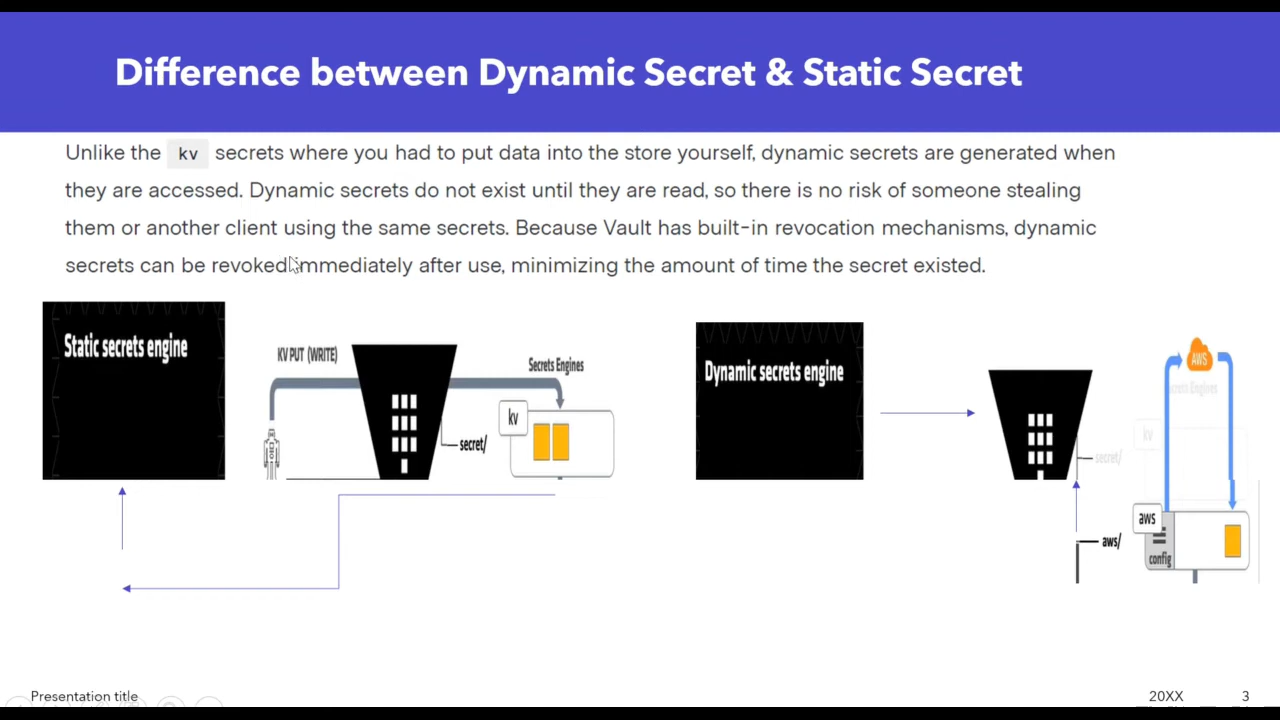 Difference between Dynamic Secret & Static Secret
Unlike the kv secrets where you had to put data into the store yourself, dynamic secrets are generated when
they are accessed. Dynamic secrets do not exist until they are read, so there is no risk of someone stealing
them or another client using the same secrets. Because Vault has built-in revocation mechanisms, dynamic
secrets can be revoked immediately after use, minimizing the amount of time the secret existed.
Static secrets engine
KV PUT (WRITE)
Secrets Engines
kv
secret/
Dynamic secrets engine
AWS
Secrets Engines
kv
secret/
aws
aws/
config
Presentation title
20XX
3